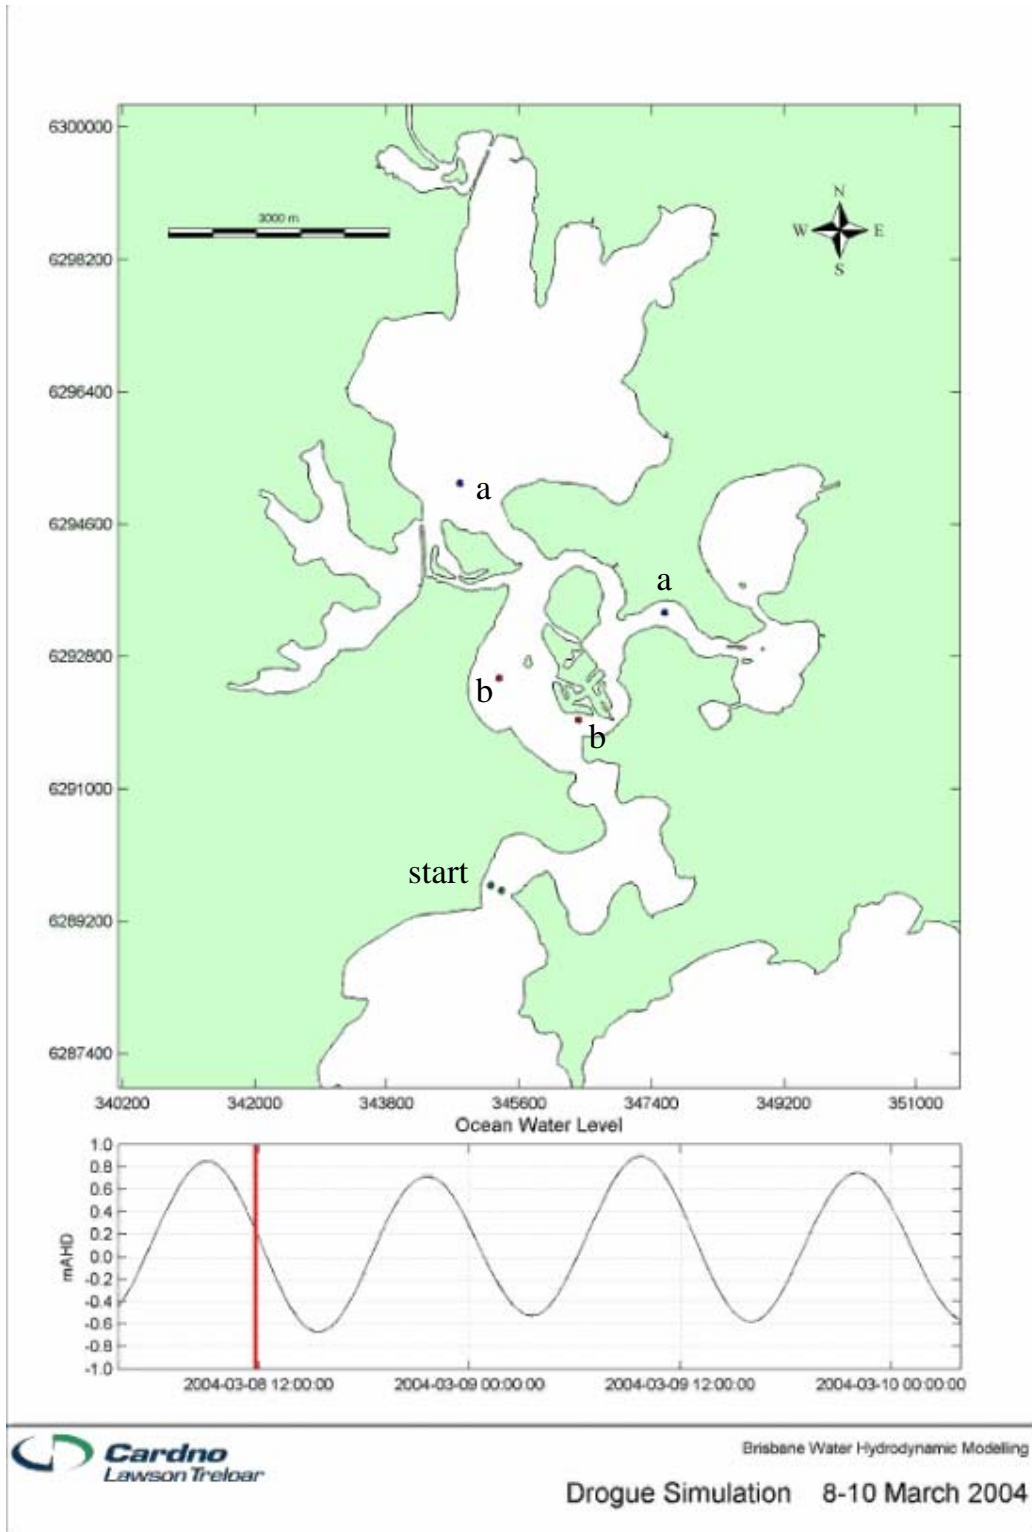 6300000
3000 m
N
W E
S
6298200
6296400
a
6294600
a
6292800
b
b
6291000
start
6289200
6287400
340200 342000 343800 345600 347400 349200 351000
Ocean Water Level
1.0
0.8
0.6
0.4
0.2
0.0
-0.2
-0.4
-0.6
-0.8
-1.0
mAHD
2004-03-08 12:00:00 2004-03-09 00:00:00 2004-03-09 12:00:00 2004-03-10 00:00:00
Cardno
Lawson Treloar
Brisbane Water Hydrodynamic Modelling
Drogue Simulation 8-10 March 2004